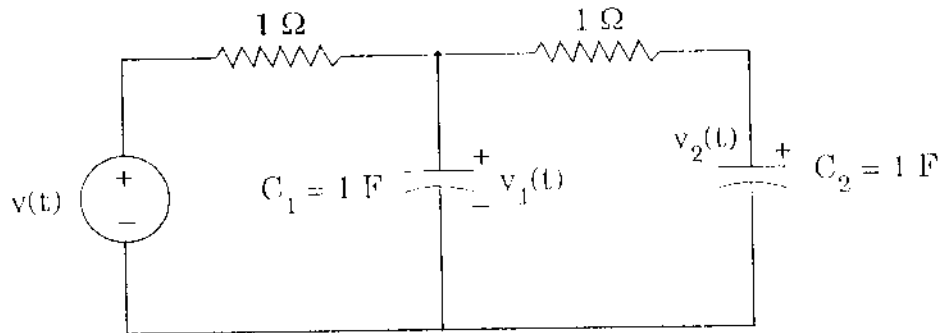 1 Ω
1 Ω
v(t)
+
−
C₁ = 1 F
+
v₁(t)
−
v₂(t)
+
C₂ = 1 F